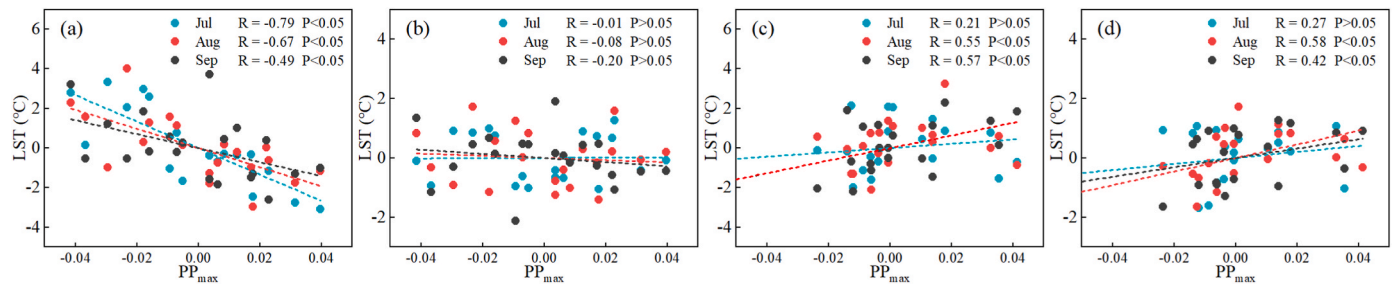 (a)
Jul R = -0.79 P<0.05
Aug R = -0.67 P<0.05
Sep R = -0.49 P<0.05
6
4
2
0
-2
-4
LST (°C)
-0.04 -0.02 0.00 0.02 0.04
PPmax
(b)
Jul R = -0.01 P>0.05
Aug R = -0.08 P>0.05
Sep R = -0.20 P>0.05
4
2
0
-2
LST (°C)
-0.04 -0.02 0.00 0.02 0.04
PPmax
(c)
Jul R = 0.21 P>0.05
Aug R = 0.55 P<0.05
Sep R = 0.57 P<0.05
6
4
2
0
-2
-4
LST (°C)
-0.04 -0.02 0.00 0.02 0.04
PPmax
(d)
Jul R = 0.27 P>0.05
Aug R = 0.58 P<0.05
Sep R = 0.42 P<0.05
4
2
0
-2
LST (°C)
-0.04 -0.02 0.00 0.02 0.04
PPmax